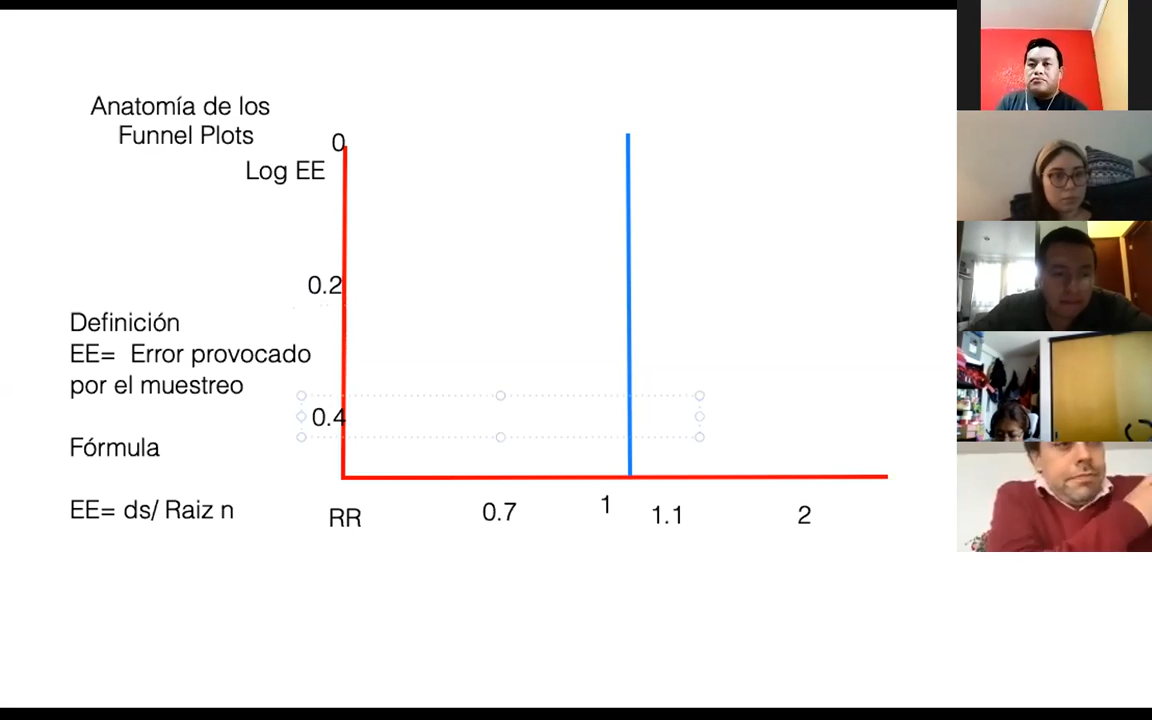 Anatomía de los
Funnel Plots
0
Log EE
0.2
Definición
EE= Error provocado
por el muestreo
0.4
Fórmula
EE= ds/ Raiz n
RR
0.7
1
1.1
2